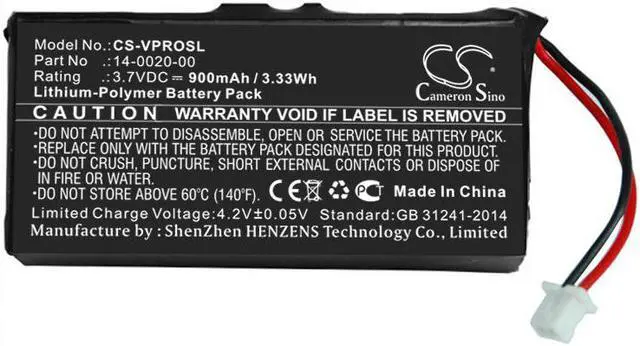 Model No.:CS-VPROSL
Part No :14-0020-00
Rating :3.7VDC⎓900mAh / 3.33Wh
Lithium-Polymer Battery Pack
CS
Cameron Sino
CAUTION WARRANTY VOID IF LABEL IS REMOVED
•DO NOT ATTEMPT TO DISASSEMBLE, OR SERVICE THE BATTERY PACK
•REPLACE ONLY WITH THE BATTERY DESIGNATED FOR THIS PRODUCT
•DO NOT CRUSH, PUNCTURE, SHORT EXTERNAL CONTACTS OR DISPOSE
IN FIRE OR WATER.
•DO NOT STORE ABOVE 60℃ (140℉). CE Made In China
Limited Charge Voltage:4.2V±0.05V Standard:GB 31241-2014
Manufacture by : ShenZhen HENZENS Technology Co., Ltd.